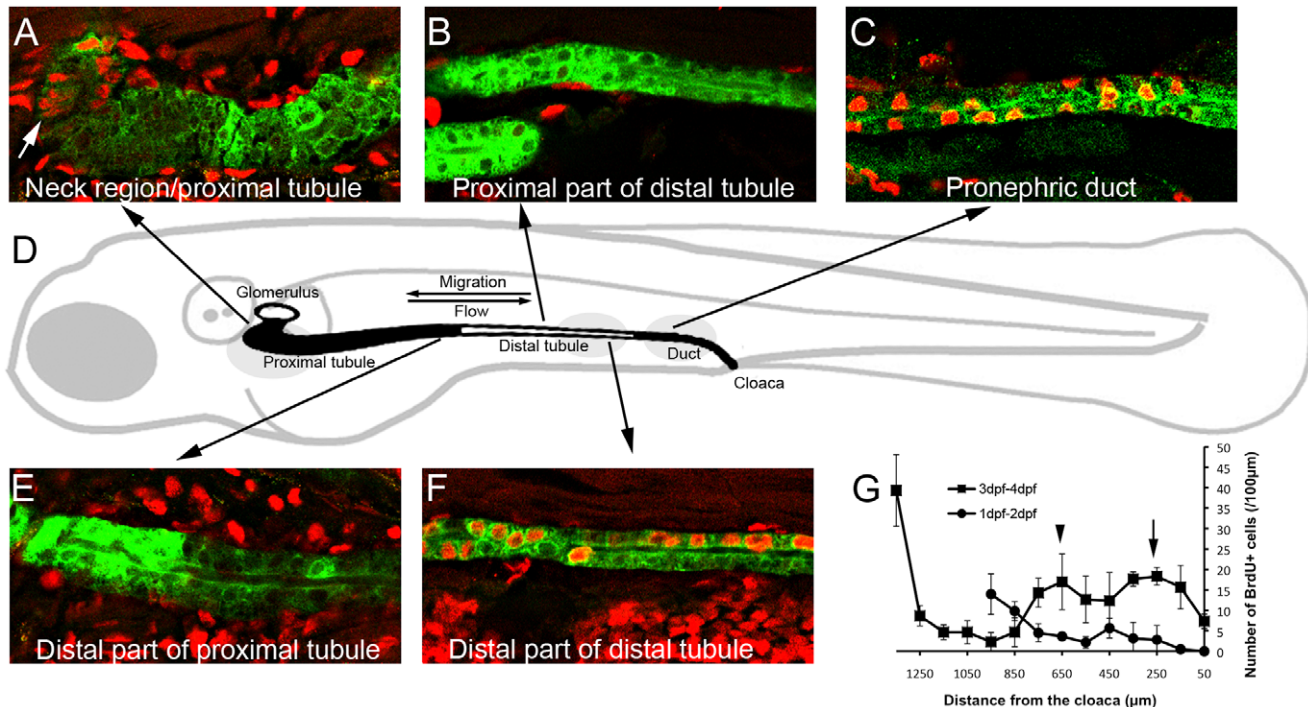 A
Neck region/proximal tubule
B
Proximal part of distal tubule
C
Pronephric duct
D
Glomerulus
Migration
Flow
Proximal tubule
Distal tubule
Duct
Cloaca
E
Distal part of proximal tubule
F
Distal part of distal tubule
G
3dpf-4dpf
1dpf-2dpf
50
45
40
35
30
25
20
15
10
5
0
Number of BrdU+ cells (/100μm)
1250 1050 850 650 450 250 50
Distance from the cloaca (μm)